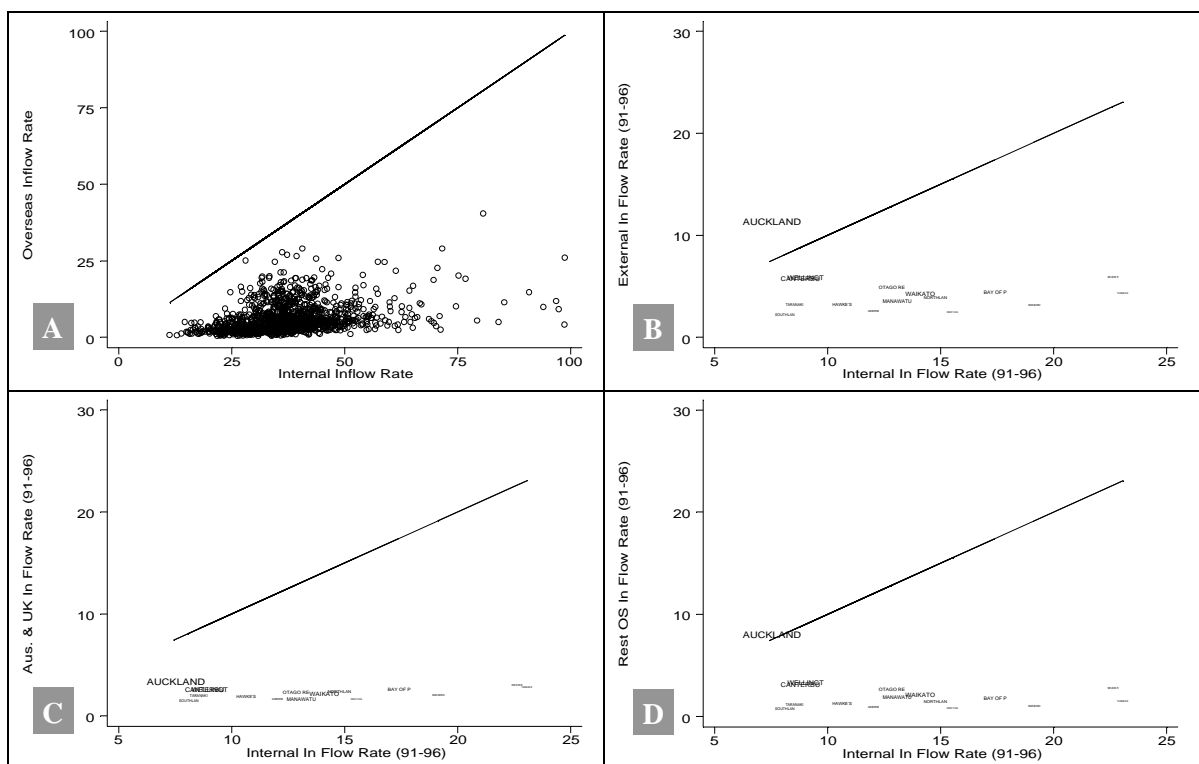 100
75
50
25
0
Overseas Inflow Rate
A
0 25 50 75 100
Internal Inflow Rate
30
20
10
0
External In Flow Rate (91-96)
AUCKLAND
WELLINGT
CANTERBU
OTAGO RE
WAIKATO
BAY OF P
NORTHLAN
MANAWATU
TARANAKI
HAWKE'S
SOUTHLAN
B
5 10 15 20 25
Internal In Flow Rate (91-96)
30
20
10
0
Aus. & UK In Flow Rate (91-96)
AUCKLAND
CANTERBU
TARANAKI
SOUTHLAN
HAWKE'S
OTAGO RE
MANAWATU
WAIKATO
NORTHLAN
BAY OF P
C
5 10 15 20 25
Internal In Flow Rate (91-96)
30
20
10
0
Rest OS In Flow Rate (91-96)
AUCKLAND
WELLINGT
CANTERBU
OTAGO RE
MANAWATU
WAIKATO
BAY OF P
NORTHLAN
TARANAKI
HAWKE'S
SOUTHLAN
D
5 10 15 20 25
Internal In Flow Rate (91-96)